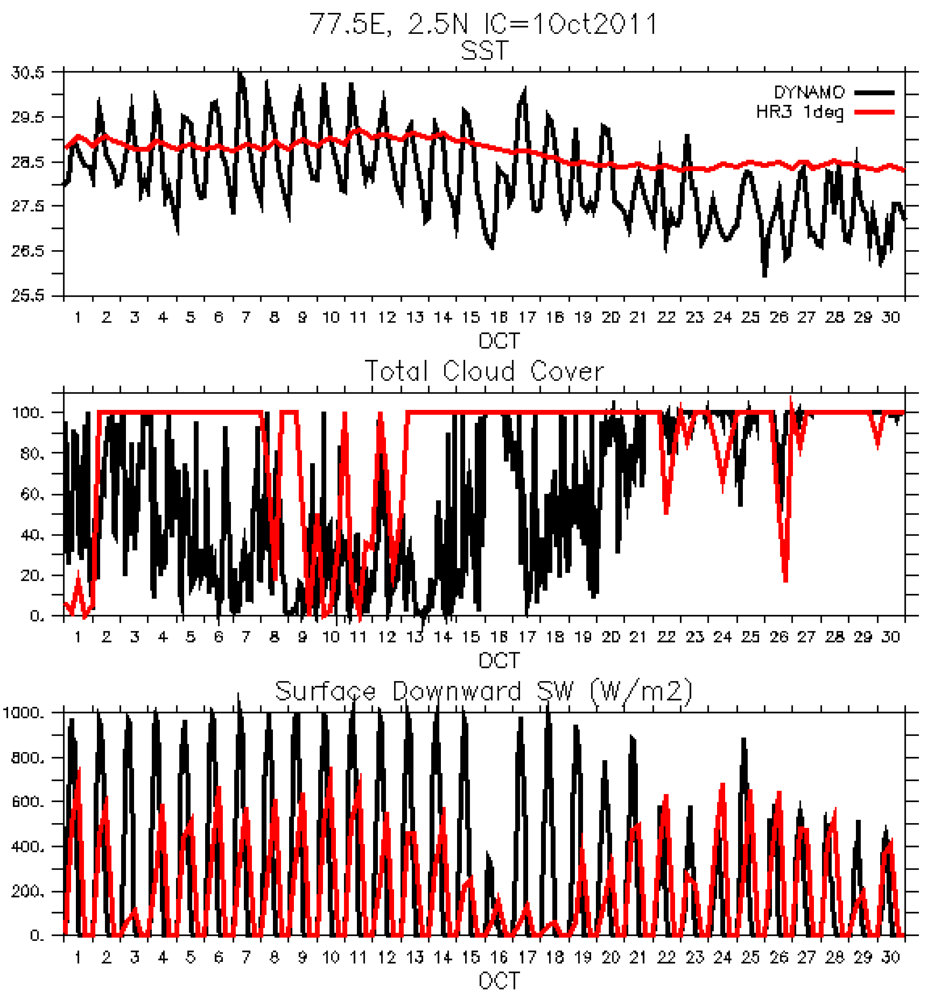 77.5E, 2.5N IC=1Oct2011
SST
30.5
29.5
28.5
27.5
26.5
25.5
DYNAMO
HR3 1deg
1 2 3 4 5 6 7 8 9 10 11 12 13 14 15 16 17 18 19 20 21 22 23 24 25 26 27 28 29 30
OCT
Total Cloud Cover
100.
80.
60.
40.
20.
0.
1 2 3 4 5 6 7 8 9 10 11 12 13 14 15 16 17 18 19 20 21 22 23 24 25 26 27 28 29 30
OCT
Surface Downward SW (W/m2)
1000.
800.
600.
400.
200.
0.
1 2 3 4 5 6 7 8 9 10 11 12 13 14 15 16 17 18 19 20 21 22 23 24 25 26 27 28 29 30
OCT